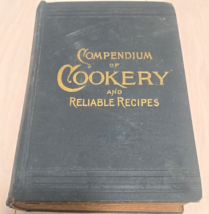 COMPENDIUM
OF
COOKERY
AND
RELIABLE RECIPES